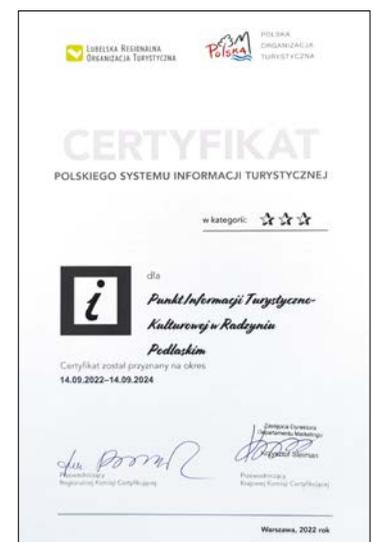 LUBELSKA REGIONALNA
ORGANIZACJA TURYSTYCZNA
Polska
POLSKA
ORGANIZACJA
TURYSTYCZNA
CERTYFIKAT
POLSKIEGO SYSTEMU INFORMACJI TURYSTYCZNEJ
w kategorii:
i
dla
Punkt Informacji Turystyczno-
Kulturowej w Radzyniu
Podlaskim
Certyfikat został przyznany na okres
14.09.2022–14.09.2024
Zastępca Dyrektora
Departamentu Marketingu
Przewodniczący
Regionalnej Komisji Certyfikującej
Przewodniczący
Krajowej Komisji Certyfikującej
Warszawa, 2022 rok